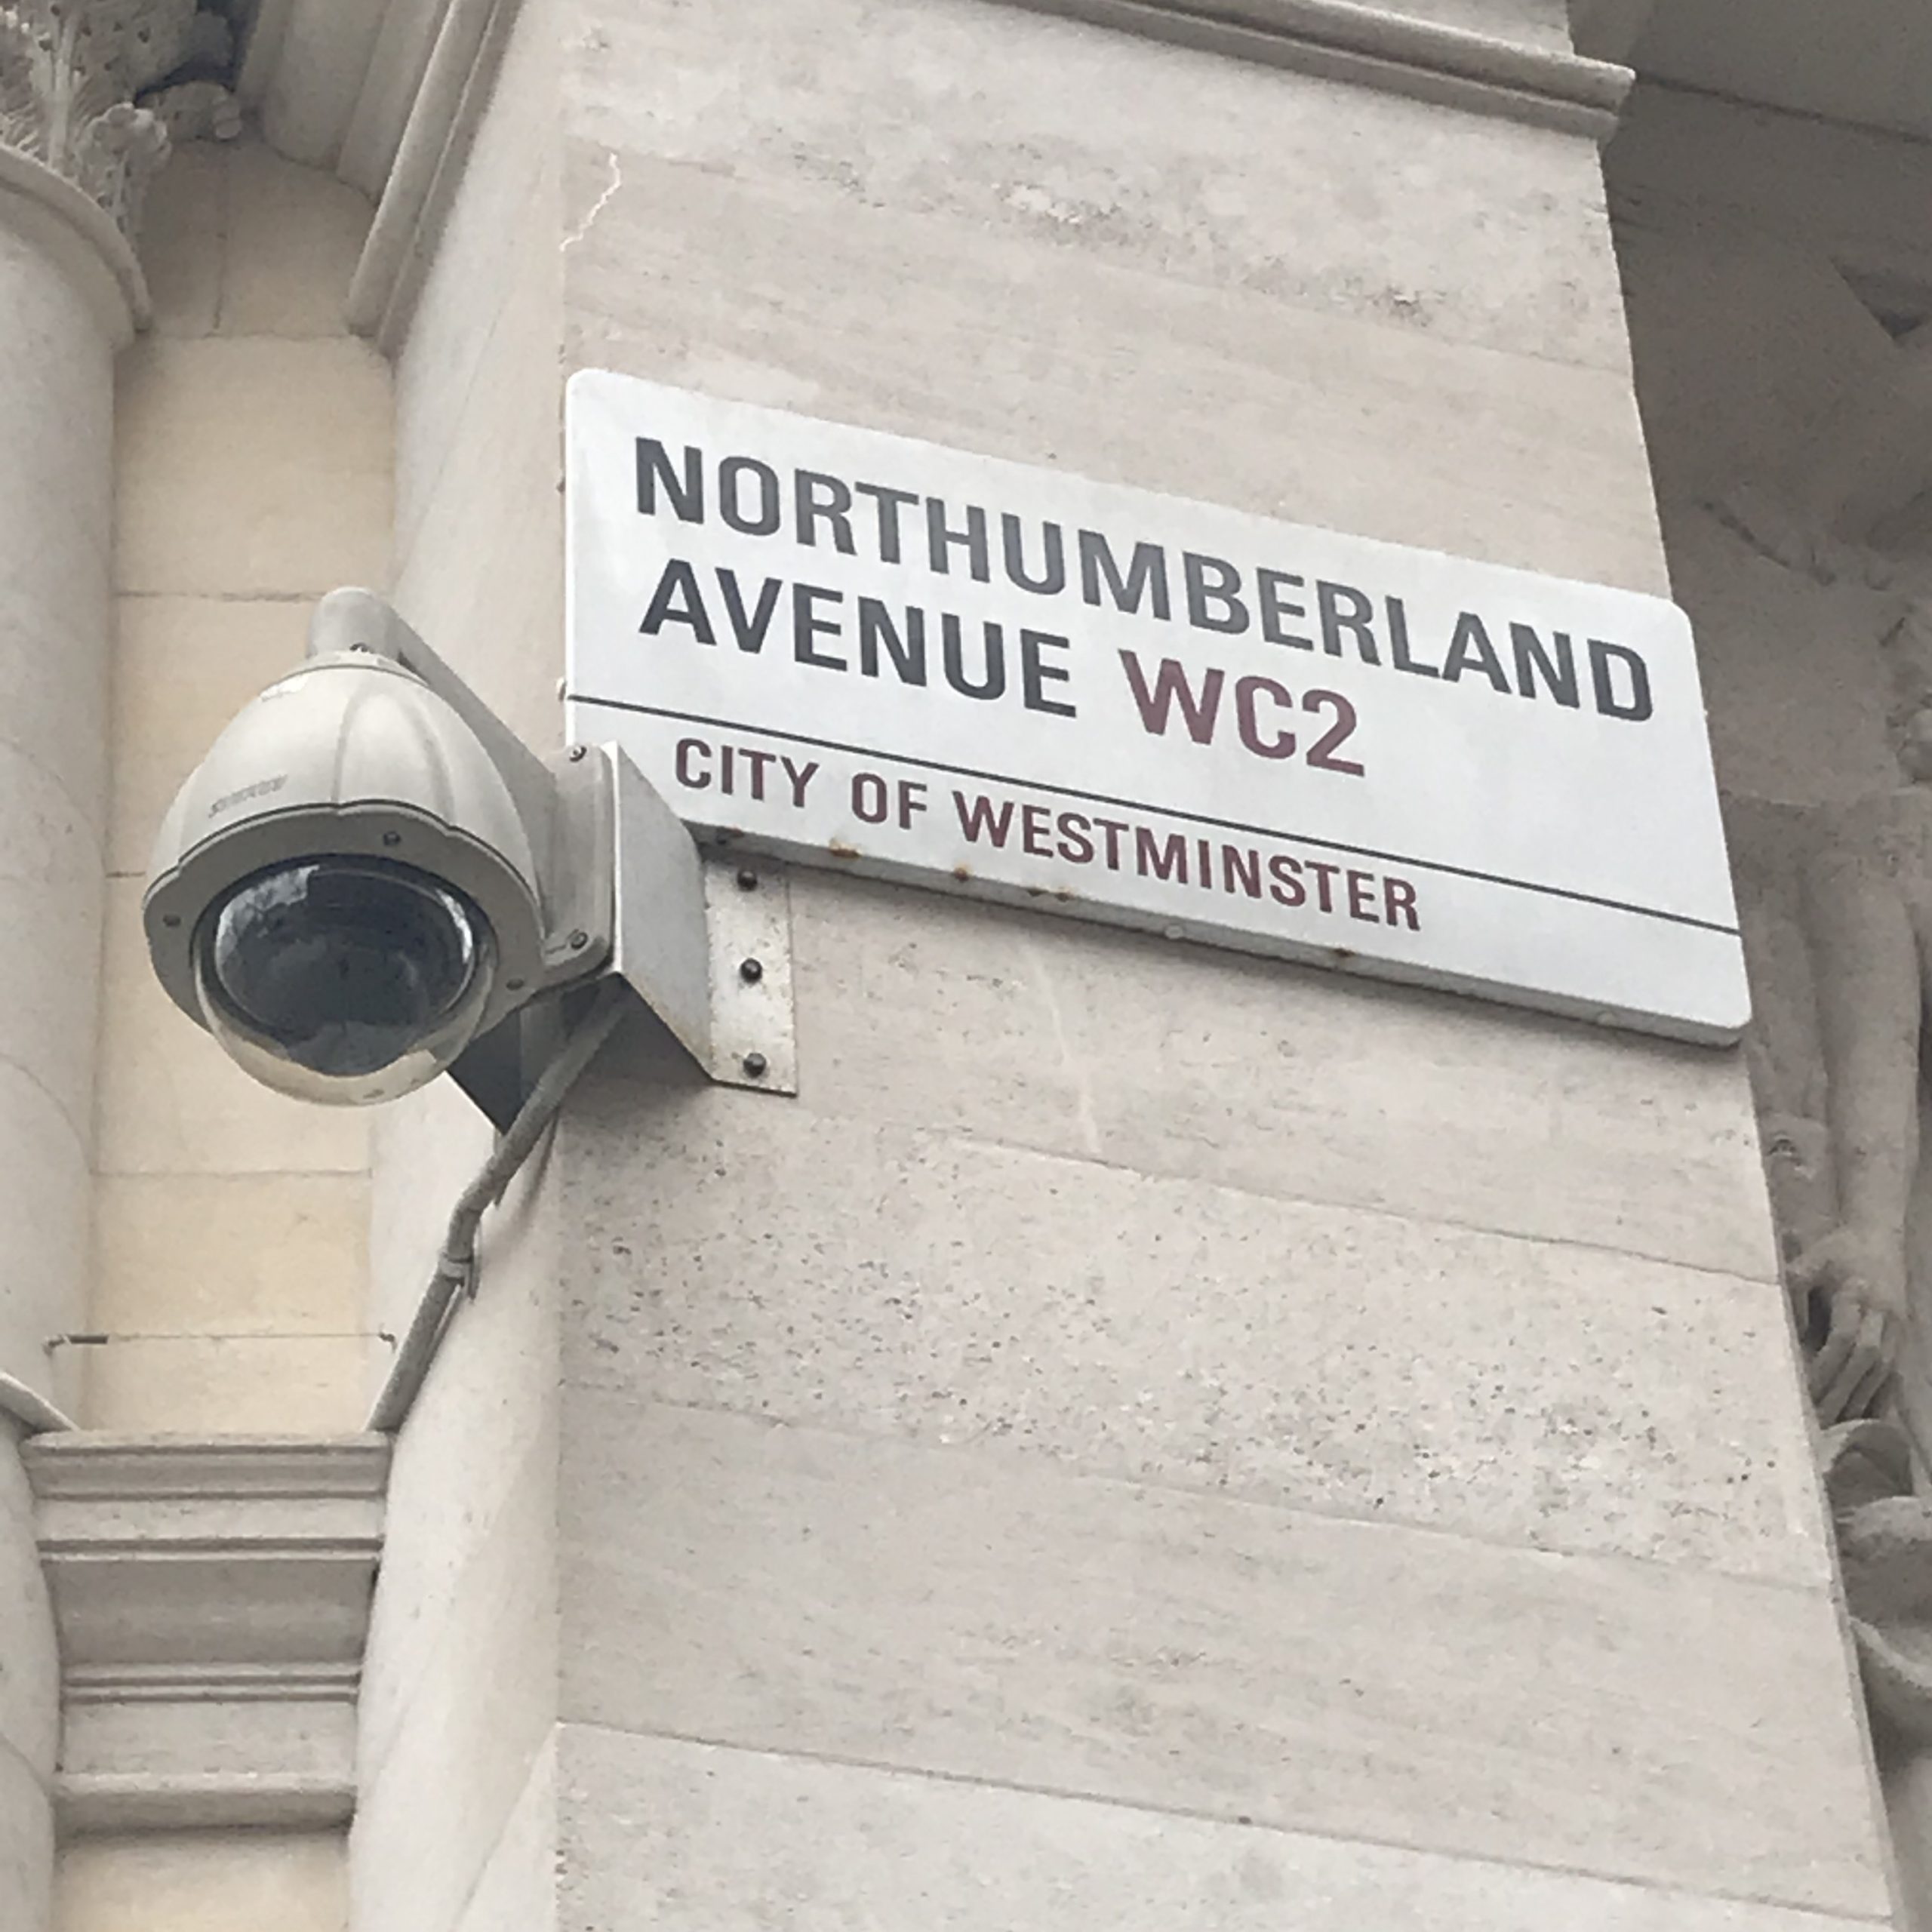 NORTHUMBERLAND
AVENUE WC2
CITY OF WESTMINSTER